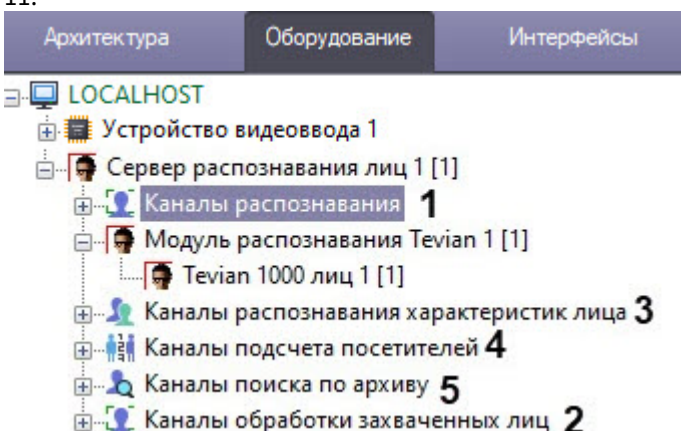 11.
Архитектура Оборудование Интерфейсы
LOCALHOST
Устройство видеоввода 1
Сервер распознавания лиц 1 [1]
Каналы распознавания 1
Модуль распознавания Tevian 1 [1]
Tevian 1000 лиц 1 [1]
Каналы распознавания характеристик лица 3
Каналы подсчета посетителей 4
Каналы поиска по архиву 5
Каналы обработки захваченных лиц 2